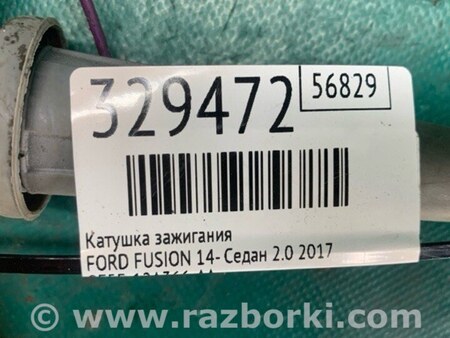 329472
56829
Катушка зажигания
FORD FUSION 14- Седан 2.0 2017
www.razborki.com